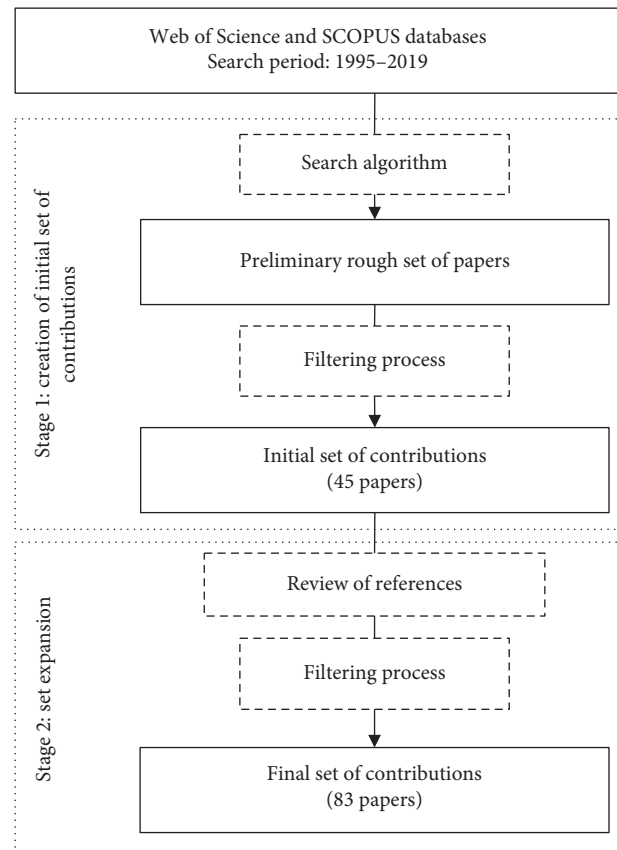 Web of Science and SCOPUS databases
Search period: 1995–2019
Stage 1: creation of initial set of
contributions
Search algorithm
Preliminary rough set of papers
Filtering process
Initial set of contributions
(45 papers)
Stage 2: set expansion
Review of references
Filtering process
Final set of contributions
(83 papers)